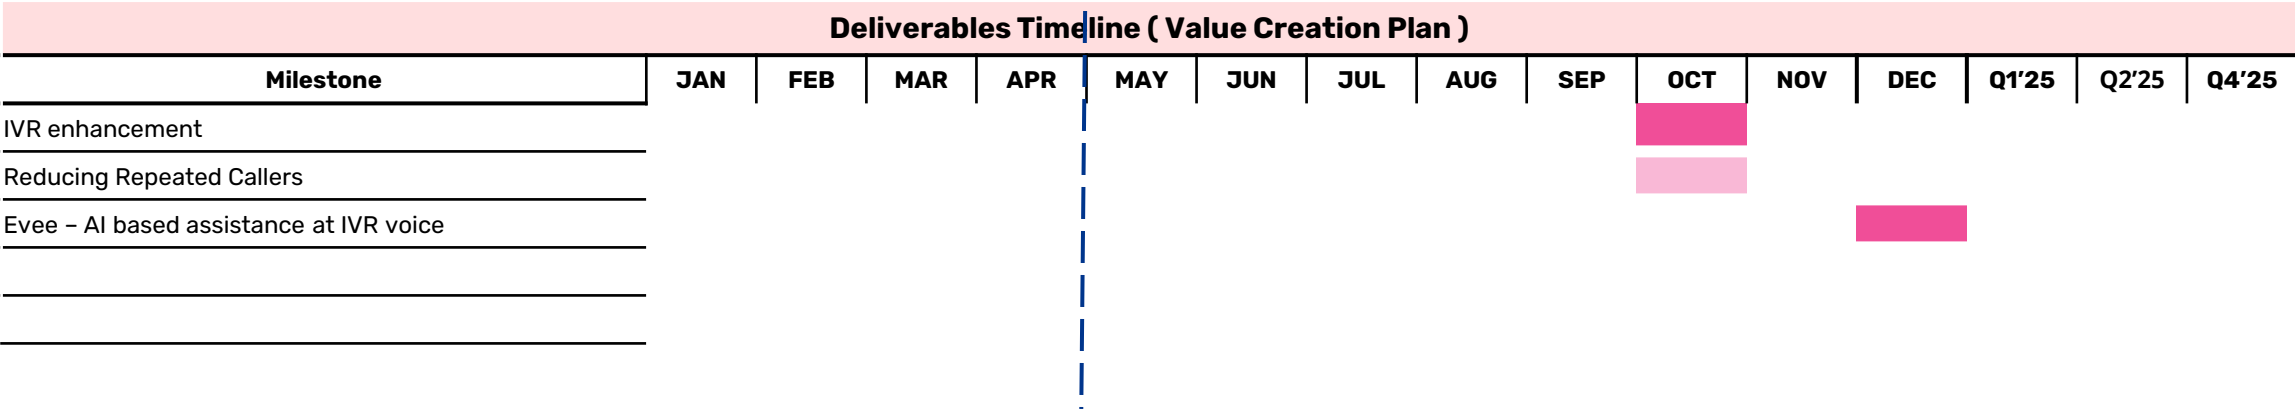 Deliverables Timeline ( Value Creation Plan )
Milestone JAN FEB MAR APR MAY JUN JUL AUG SEP OCT NOV DEC Q1’25 Q2’25 Q4’25
IVR enhancement
Reducing Repeated Callers
Evee – AI based assistance at IVR voice